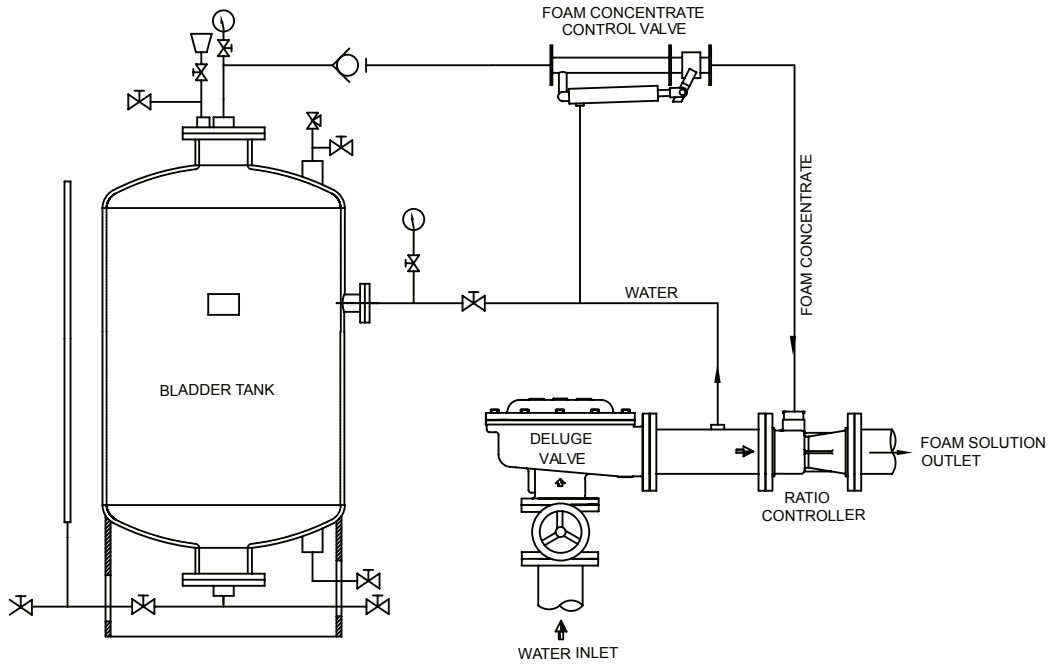 FOAM CONCENTRATE
CONTROL VALVE
FOAM CONCENTRATE
WATER
BLADDER TANK
DELUGE
VALVE
FOAM SOLUTION
OUTLET
RATIO
CONTROLLER
WATER INLET